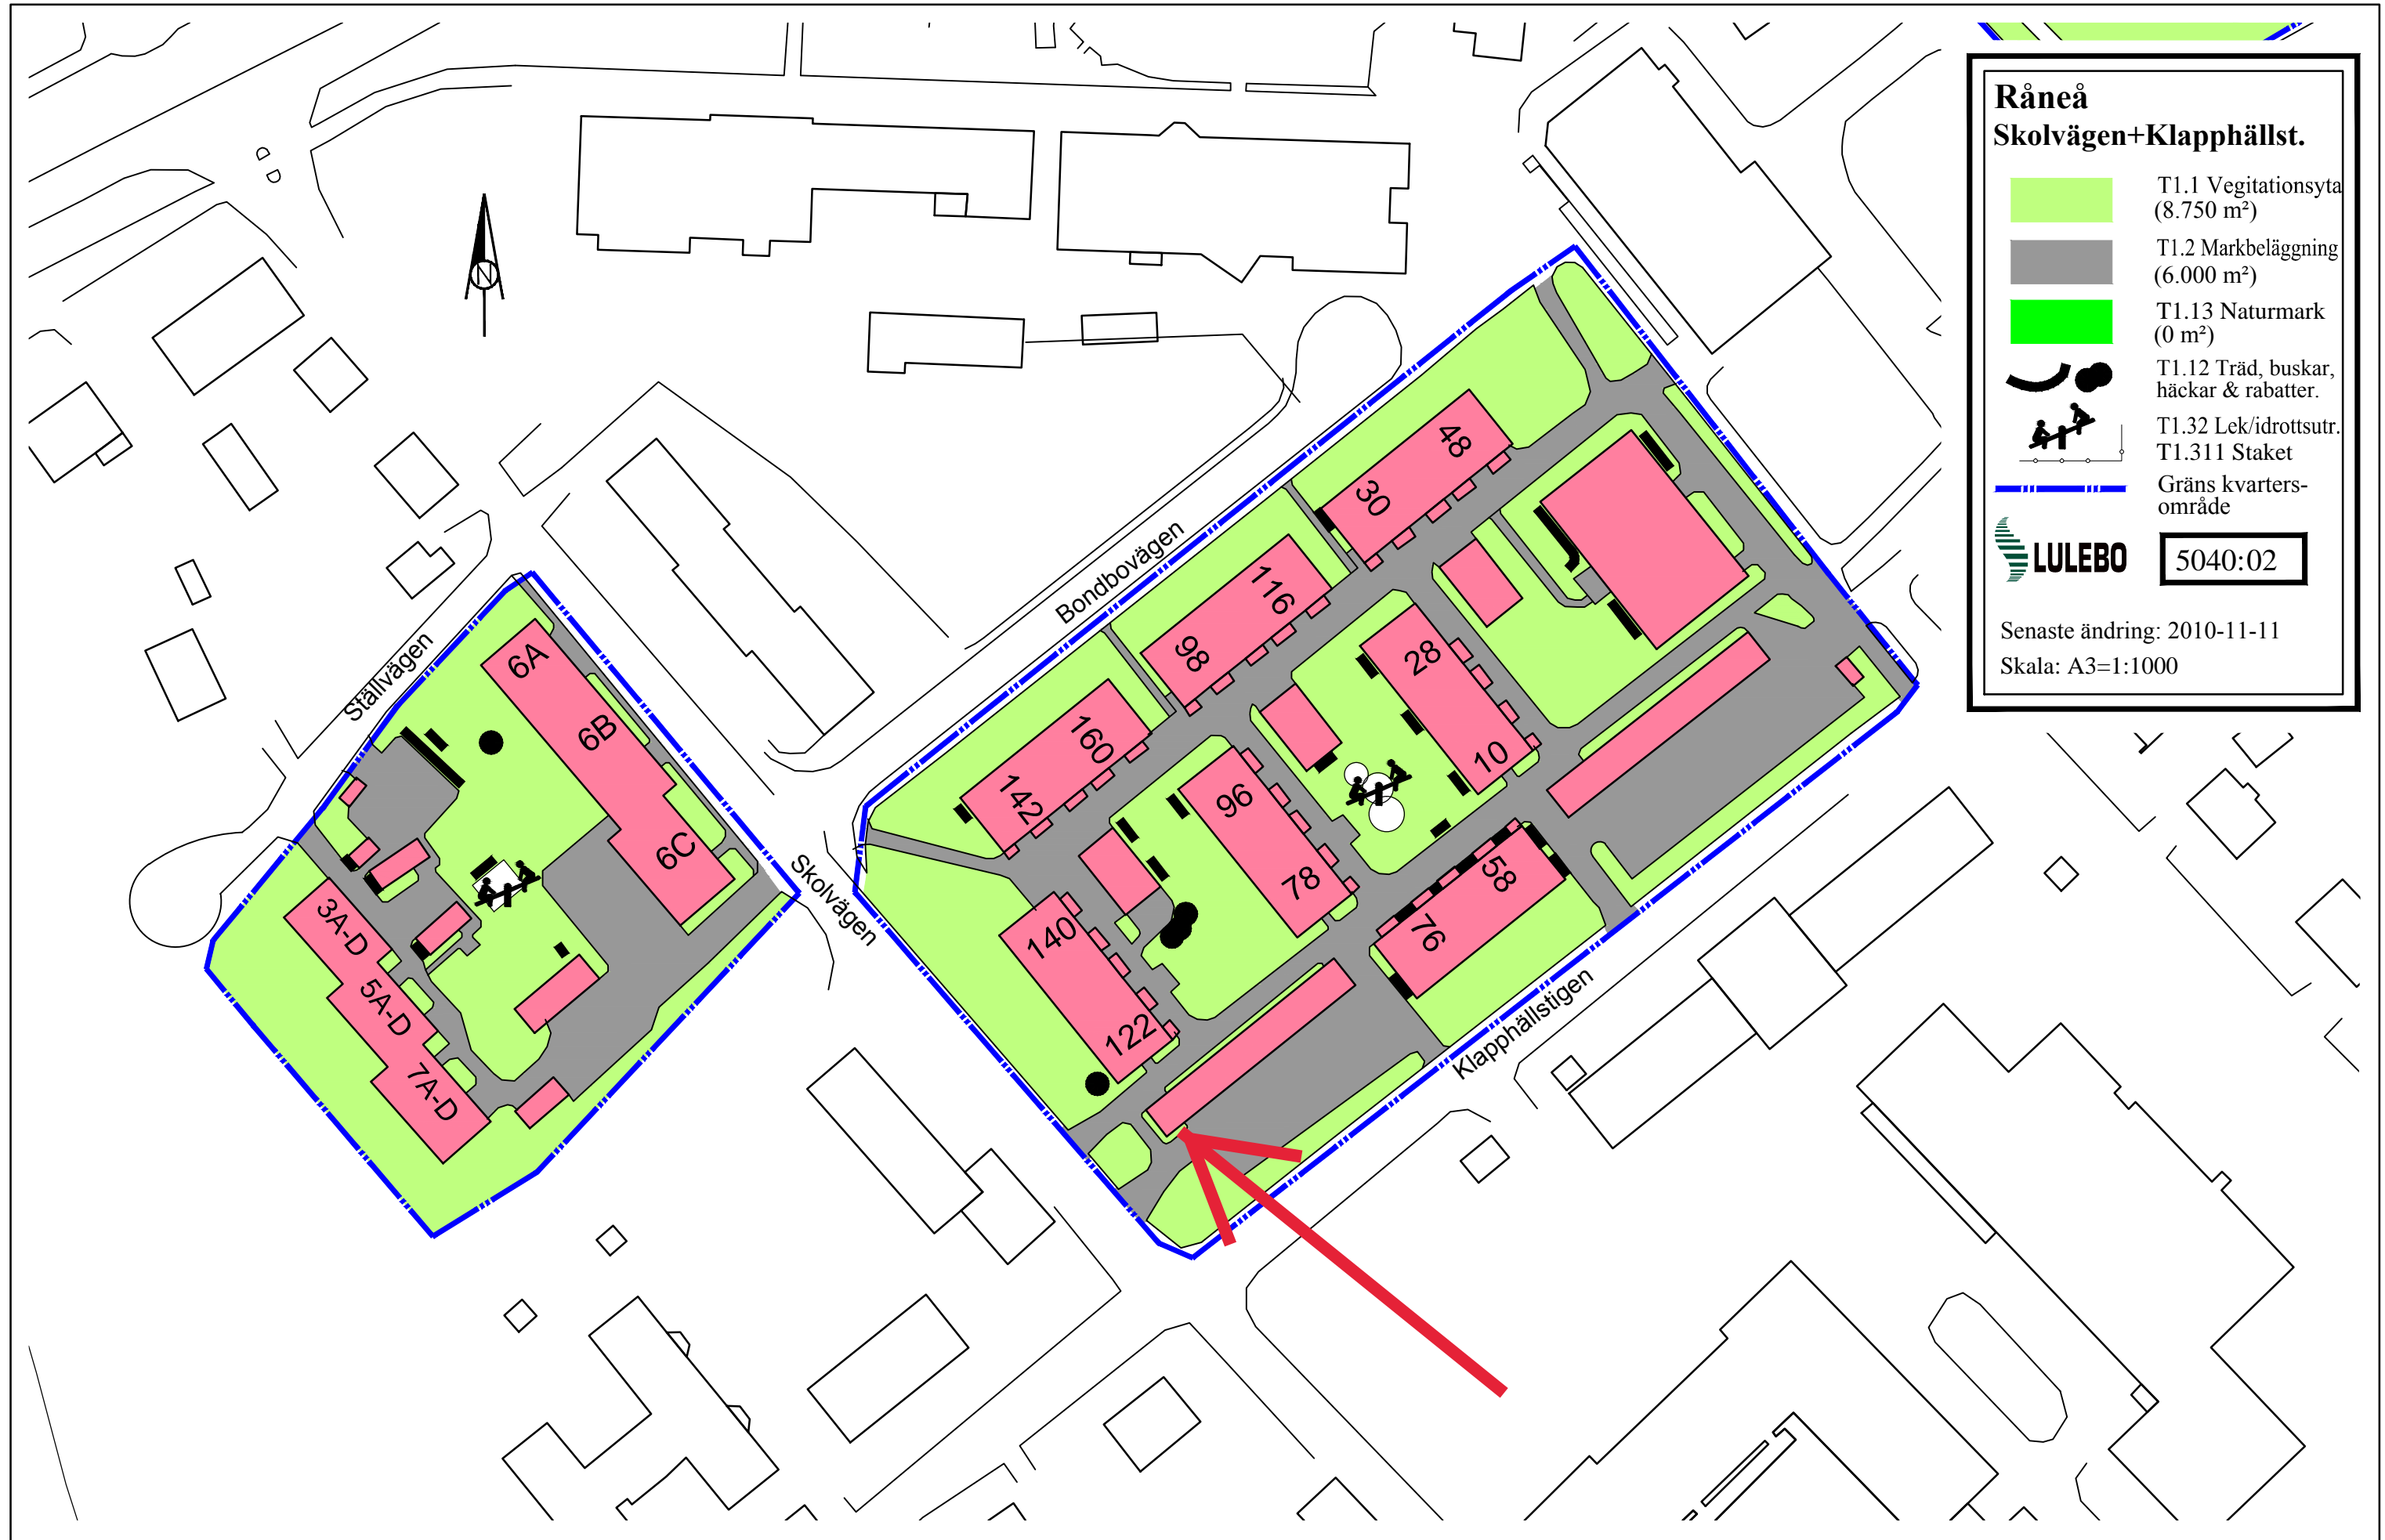 Råneå
Skolvägen+Klapphällst.
T1.1 Vegitationsyta
(8.750 m²)
T1.2 Markbeläggning
(6.000 m²)
T1.13 Naturmark
(0 m²)
T1.12 Träd, buskar,
häckar & rabatter.
T1.32 Lek/idrottsutr.
T1.311 Staket
Gräns kvarters-
område
LULEBO
5040:02
Senaste ändring: 2010-11-11
Skala: A3=1:1000
N
Ställvägen
6A
6B
6C
3A-D
5A-D
7A-D
Skolvägen
Bondbovägen
Klapphällstigen
48
30
116
98
160
142
28
10
96
78
58
76
140
122